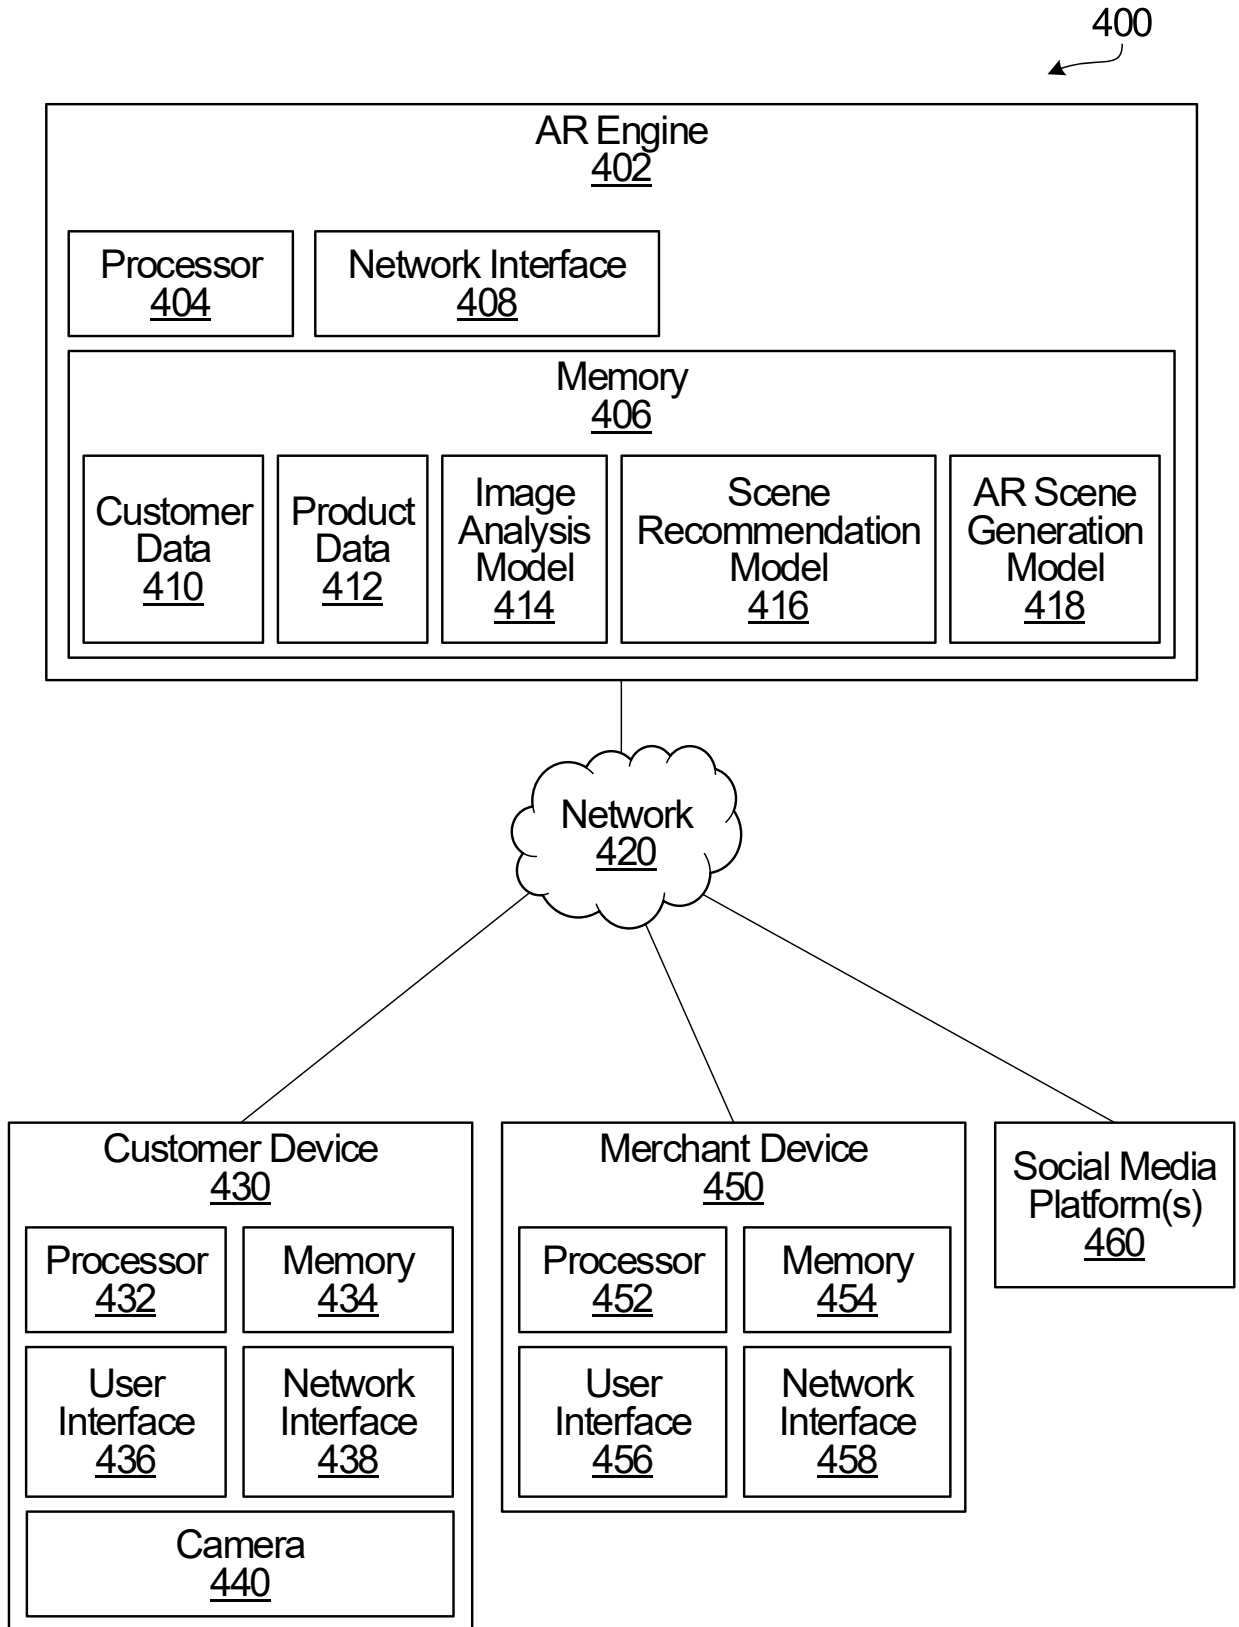 400
AR Engine
402
Processor
404
Network Interface
408
Memory
406
Customer
Data
410
Product
Data
412
Image
Analysis
Model
414
Scene
Recommendation
Model
416
AR Scene
Generation
Model
418
Network
420
Customer Device
430
Processor
432
Memory
434
User
Interface
436
Network
Interface
438
Camera
440
Merchant Device
450
Processor
452
Memory
454
User
Interface
456
Network
Interface
458
Social Media
Platform(s)
460